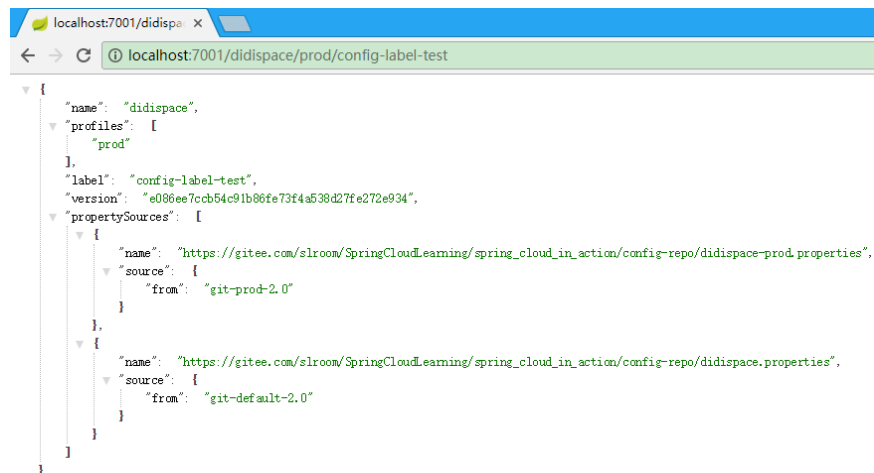 localhost:7001/didispa
localhost:7001/didispace/prod/config-label-test
{
"name": "didispace",
"profiles": [
"prod"
],
"label": "config-label-test",
"version": "e086ee7ccb54c91b86fe73f4a538d27fe272e934",
"propertySources": [
{
"name": "https://gitee.com/slroom/SpringCloudLearning/spring_cloud_in_action/config-repo/didispace-prod.properties",
"source": {
"from": "git-prod-2.0"
}
},
{
"name": "https://gitee.com/slroom/SpringCloudLearning/spring_cloud_in_action/config-repo/didispace.properties",
"source": {
"from": "git-default-2.0"
}
}
]
}